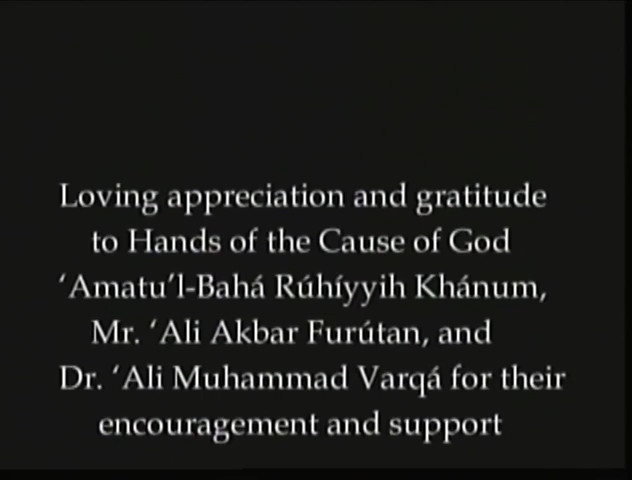 Loving appreciation and gratitude
to Hands of the Cause of God
‘Amatu’l-Bahá Rúhíyyih Khánum,
Mr. ‘Ali Akbar Furútan, and
Dr. ‘Ali Muhammad Varqá for their
encouragement and support